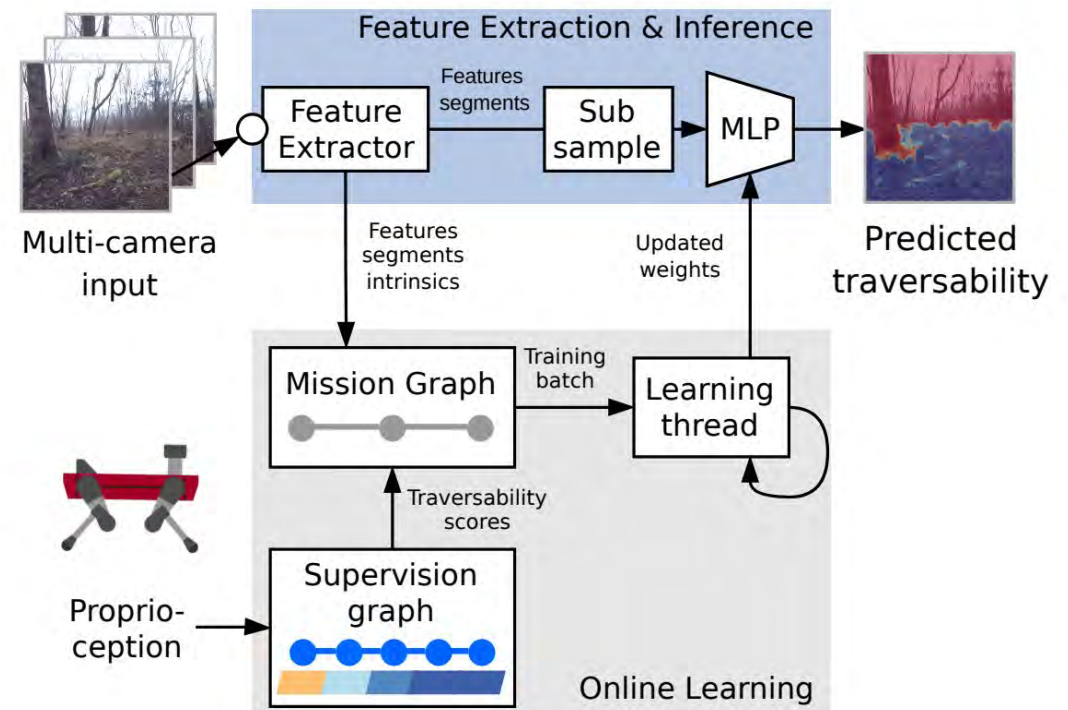 Feature Extraction & Inference
Features
segments
Feature
Extractor
Sub
sample
MLP
Multi-camera
input
Features
segments
intrinsics
Updated
weights
Predicted
traversability
Mission Graph
Training
batch
Learning
thread
Traversability
scores
Supervision
graph
Proprio-
ception
Online Learning